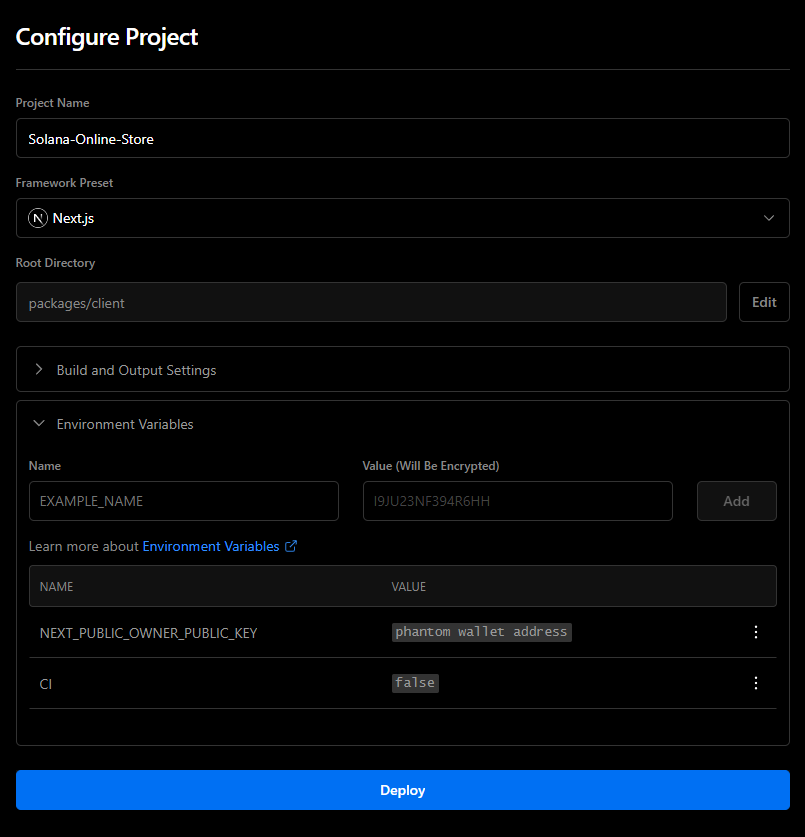 Configure Project
Project Name
Solana-Online-Store
Framework Preset
N Next.js
Root Directory
packages/client
Edit
Build and Output Settings
Environment Variables
Name
Value (Will Be Encrypted)
EXAMPLE_NAME
I9JU23NF394R6HH
Add
Learn more about Environment Variables
NAME
VALUE
NEXT_PUBLIC_OWNER_PUBLIC_KEY
phantom wallet address
CI
false
Deploy